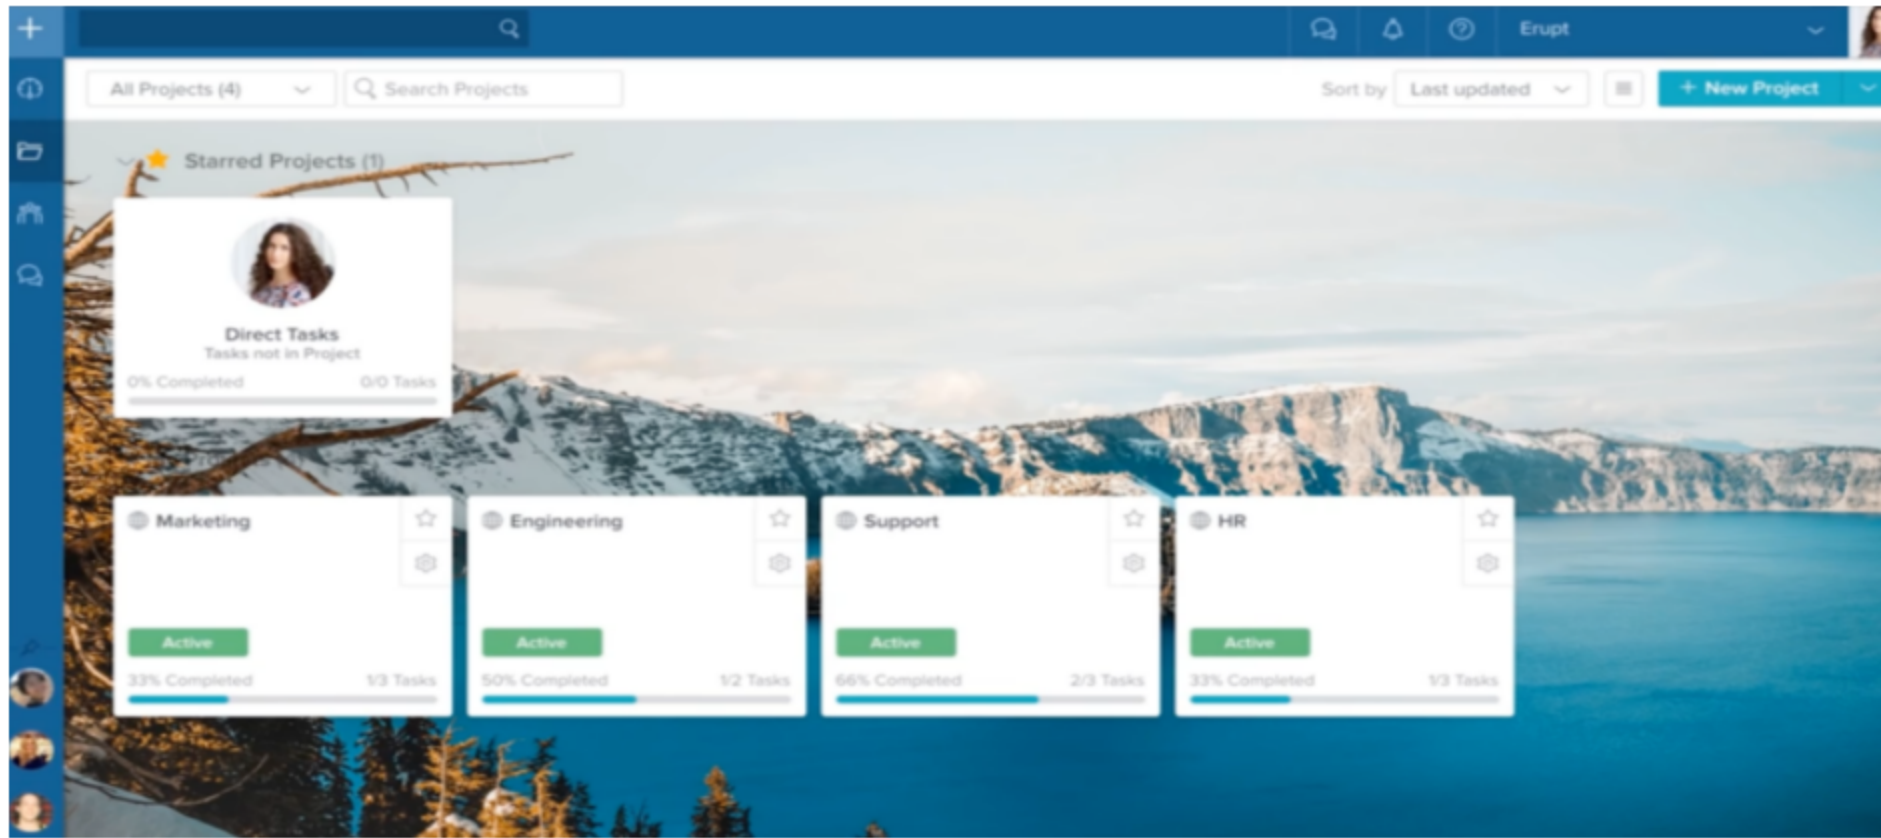 Erupt
All Projects (4)
Search Projects
Sort by
Last updated
+ New Project
Starred Projects (1)
Direct Tasks
Tasks not in Project
0% Completed 0/0 Tasks
Marketing
Active
33% Completed 1/3 Tasks
Engineering
Active
50% Completed 1/2 Tasks
Support
Active
66% Completed 2/3 Tasks
HR
Active
33% Completed 1/3 Tasks